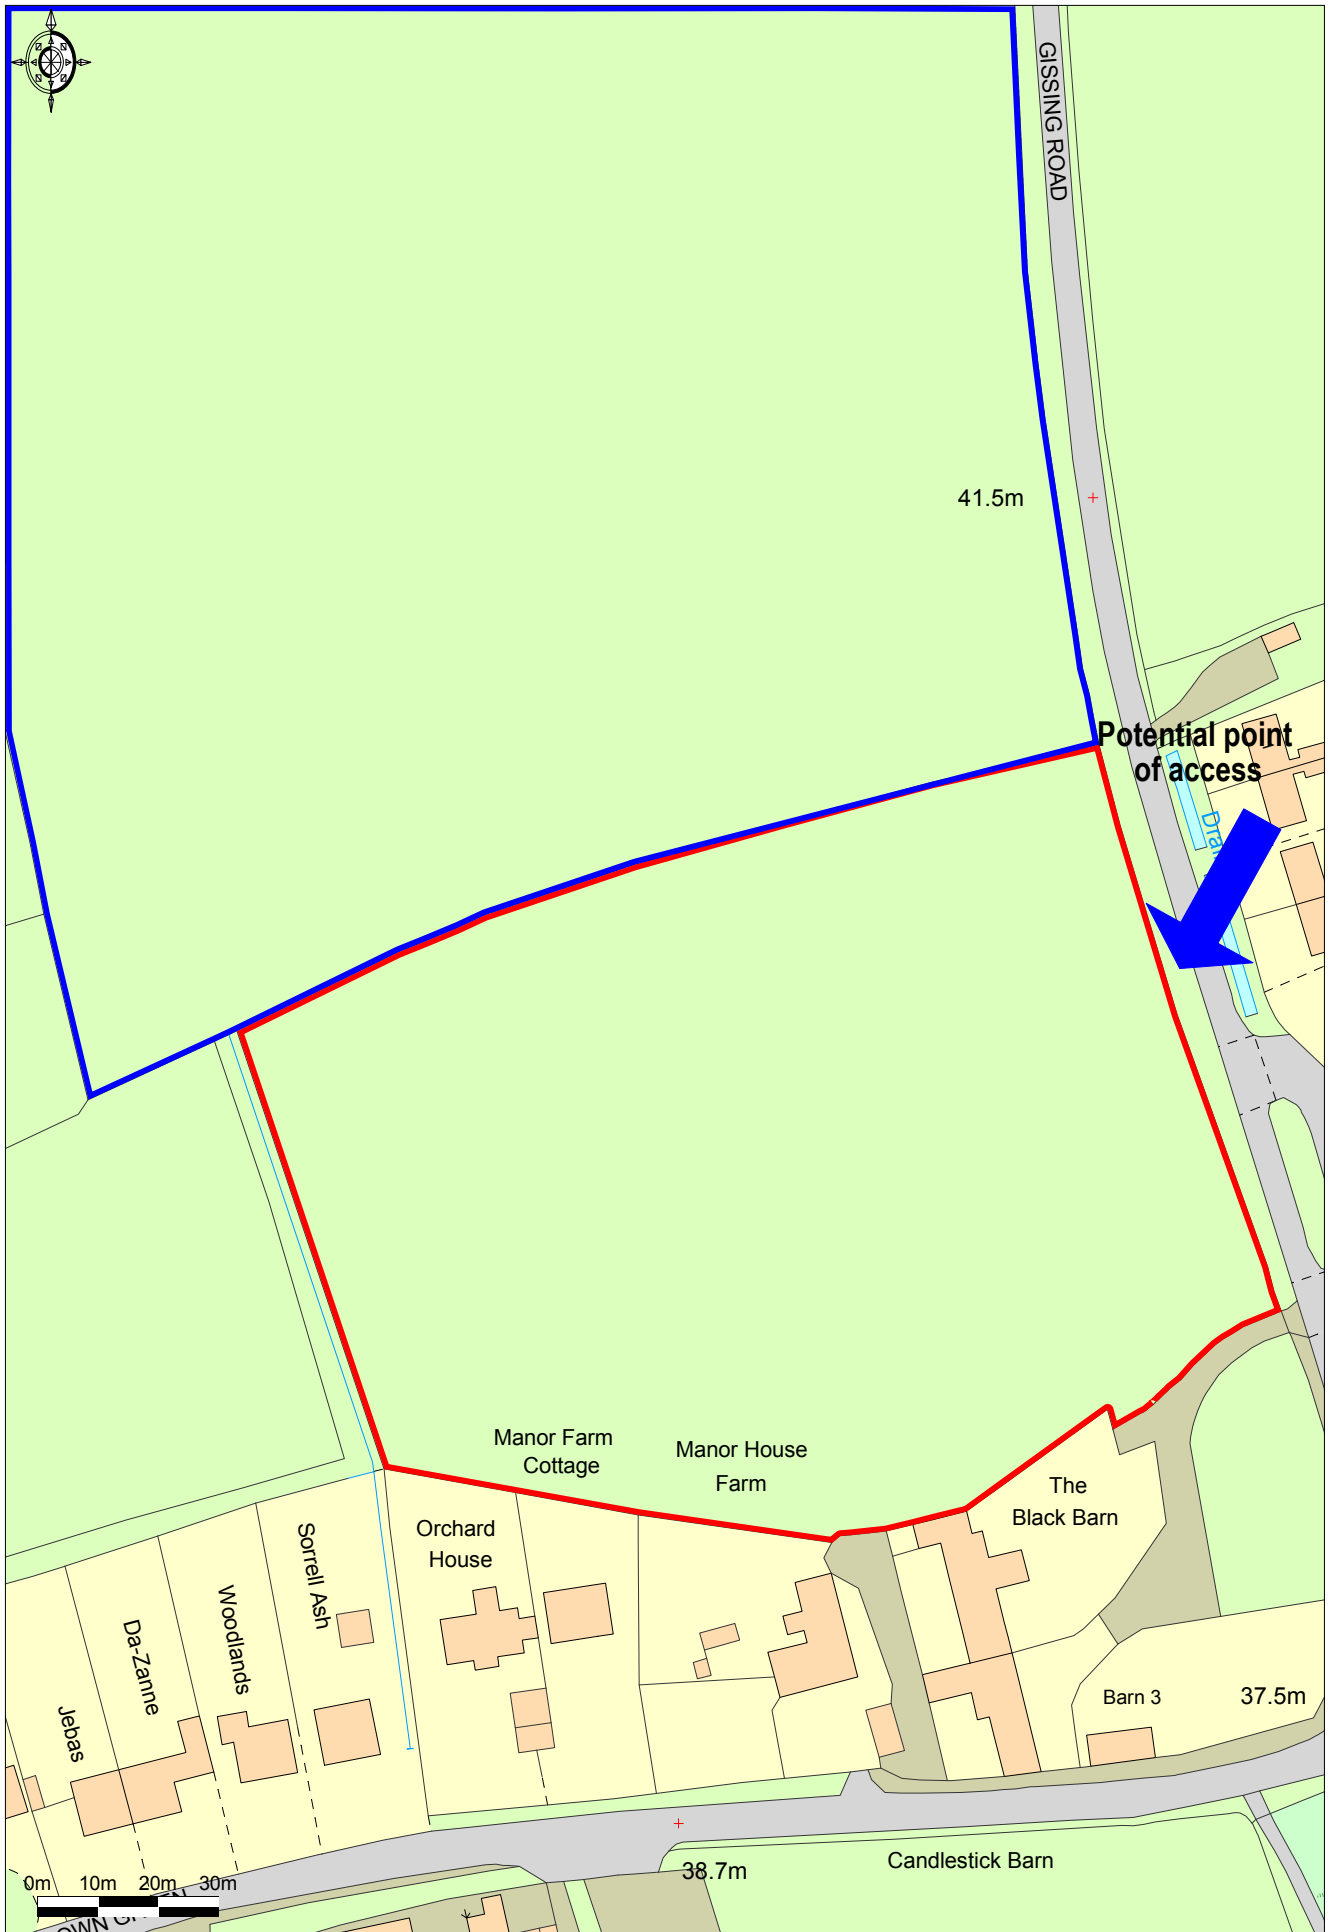 GISSING ROAD
41.5m
Potential point
of access
Manor Farm
Cottage
Manor House
Farm
The
Black Barn
Orchard
House
Sorrell Ash
Woodlands
Da-Zanne
Jebas
Barn 3
37.5m
38.7m
Candlestick Barn
0m 10m 20m 30m